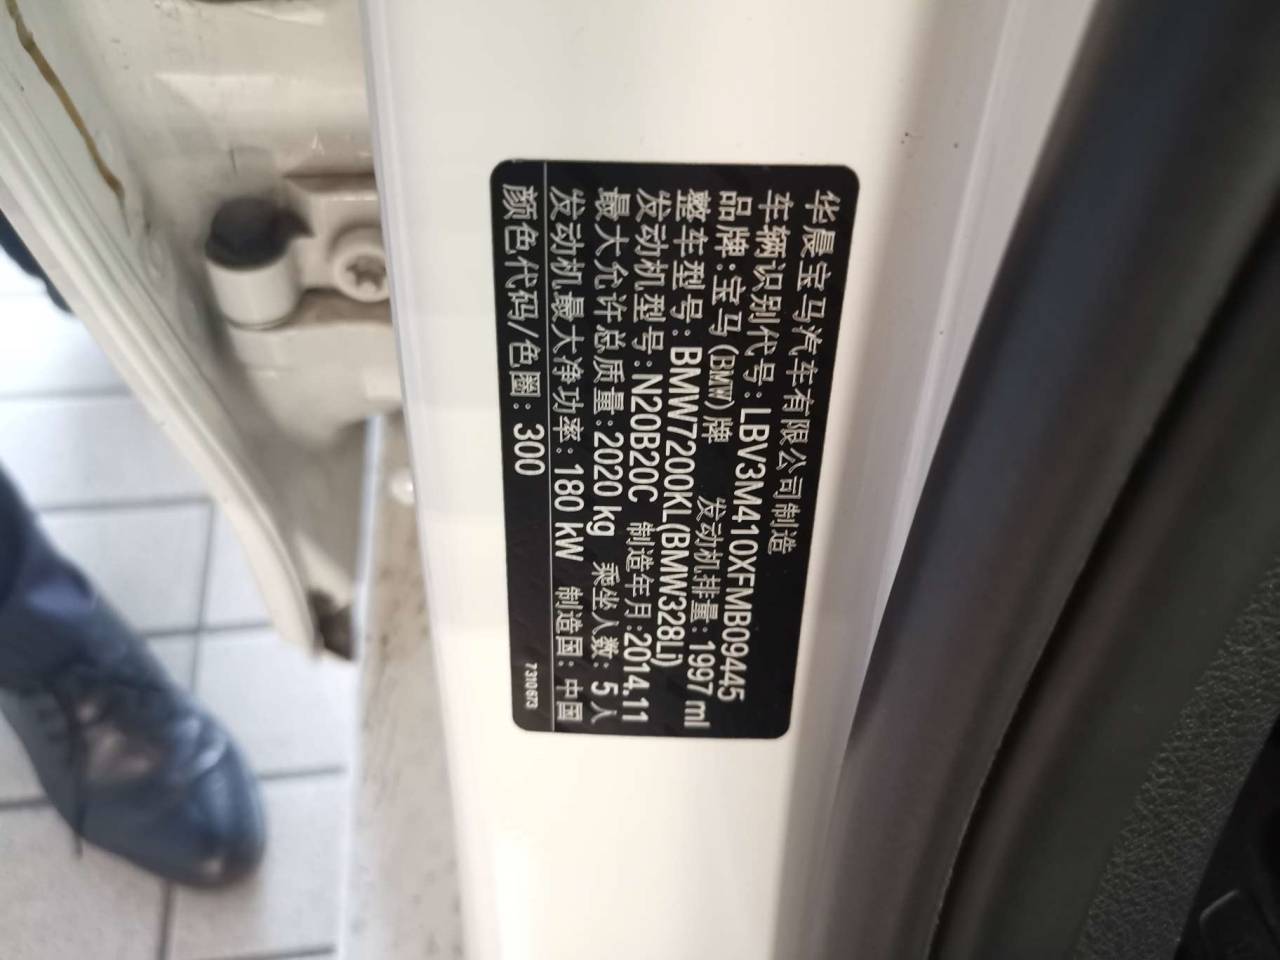 华晨宝马汽车有限公司制造
车辆识别代号:LBV3M410XFMB09445
品牌:宝马(BMW)牌 发动机排量:1997 ml
整车型号:BMW7200KL(BMW328Li)
发动机型号:N20B20C 制造年月:2014.11
最大允许总质量:2020 kg 乘坐人数:5人
发动机最大净功率:180 kW 制造国:中国
颜色代码/色圈:300 7310673